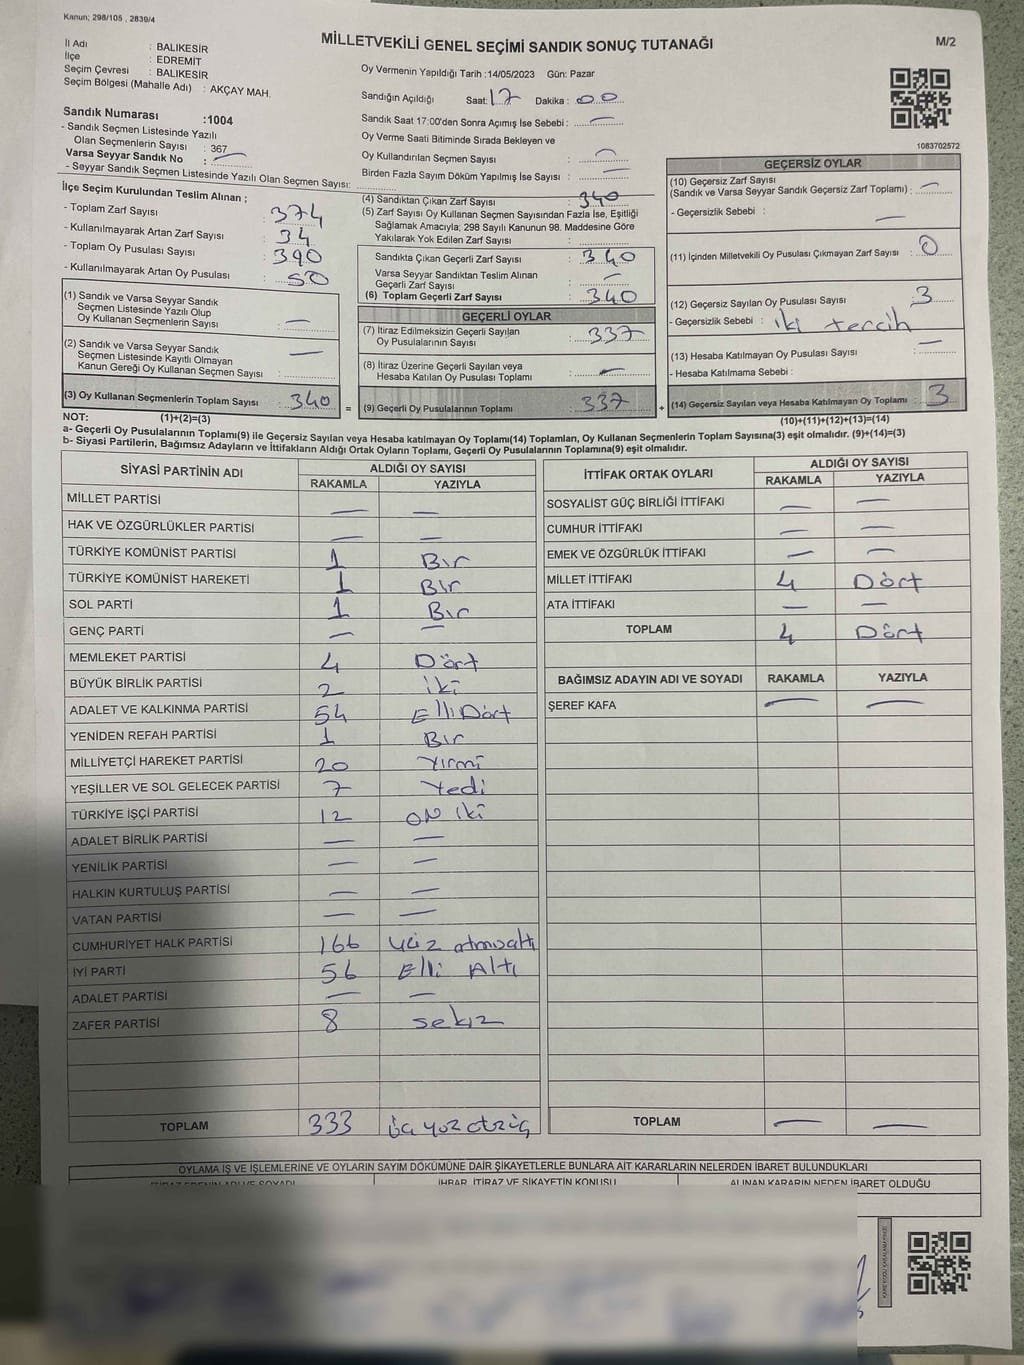 Kanun; 298/105 , 2839/4
MİLLETVEKİLİ GENEL SEÇİMİ SANDIK SONUÇ TUTANAĞI
M/2
İl Adı : BALIKESİR
İlçe : EDREMİT
Seçim Çevresi : BALIKESİR
Seçim Bölgesi (Mahalle Adı) : AKÇAY MAH.
Sandık Numarası :1004
- Sandık Seçmen Listesinde Yazılı
Olan Seçmenlerin Sayısı : 367
Varsa Seyyar Sandık No : —
- Seyyar Sandık Seçmen Listesinde Yazılı Olan Seçmen Sayısı:
Oy Vermenin Yapıldığı Tarih :14/05/2023 Gün: Pazar
Sandığın Açıldığı Saat: 17 Dakika : 00
Sandık Saat 17:00'den Sonra Açımış İse Sebebi : —
Oy Verme Saati Bitiminde Sırada Bekleyen ve
Oy Kullandırılan Seçmen Sayısı : —
Birden Fazla Sayım Döküm Yapılmış İse Sayısı : —
1083702572
İlçe Seçim Kurulundan Teslim Alınan ;
- Toplam Zarf Sayısı : 374
- Kullanılmayarak Artan Zarf Sayısı : 34
- Toplam Oy Pusulası Sayısı : 390
- Kullanılmayarak Artan Oy Pusulası : 50
(1) Sandık ve Varsa Seyyar Sandık
Seçmen Listesinde Yazılı Olup
Oy Kullanan Seçmenlerin Sayısı : —
(2) Sandık ve Varsa Seyyar Sandık
Seçmen Listesinde Kayıtlı Olmayan
Kanun Gereği Oy Kullanan Seçmen Sayısı : —
(3) Oy Kullanan Seçmenlerin Toplam Sayısı : 340
(1)+(2)=(3)
(4) Sandıktan Çıkan Zarf Sayısı : 340
(5) Zarf Sayısı Oy Kullanan Seçmen Sayısından Fazla İse, Eşitliği
Sağlamak Amacıyla; 298 Sayılı Kanunun 98. Maddesine Göre
Yakılarak Yok Edilen Zarf Sayısı :
Sandıkta Çıkan Geçerli Zarf Sayısı : 340
Varsa Seyyar Sandıktan Teslim Alınan
Geçerli Zarf Sayısı : —
(6) Toplam Geçerli Zarf Sayısı : 340
GEÇERLİ OYLAR
(7) İtiraz Edilmeksizin Geçerli Sayılan
Oy Pusulalarının Sayısı : 337
(8) İtiraz Üzerine Geçerli Sayılan veya
Hesaba Katılan Oy Pusulası Toplamı : —
= (9) Geçerli Oy Pusulalarının Toplamı : 337 +
GEÇERSİZ OYLAR
(10) Geçersiz Zarf Sayısı
(Sandık ve Varsa Seyyar Sandık Geçersiz Zarf Toplamı) : —
- Geçersizlik Sebebi : —
(11) İçinden Milletvekili Oy Pusulası Çıkmayan Zarf Sayısı : 0
(12) Geçersiz Sayılan Oy Pusulası Sayısı : 3
- Geçersizlik Sebebi : iki tercih
(13) Hesaba Katılmayan Oy Pusulası Sayısı : —
- Hesaba Katılmama Sebebi :
(14) Geçersiz Sayılan veya Hesaba Katılmayan Oy Toplamı : 3
(10)+(11)+(12)+(13)=(14)
NOT:
a- Geçerli Oy Pusulalarının Toplamı(9) ile Geçersiz Sayılan veya Hesaba katılmayan Oy Toplamı(14) Toplamları, Oy Kullanan Seçmenlerin Toplam Sayısına(3) eşit olmalıdır. (9)+(14)=(3)
b- Siyasi Partilerin, Bağımsız Adayların ve İttifakların Aldığı Ortak Oyların Toplamı, Geçerli Oy Pusulalarının Toplamına(9) eşit olmalıdır.
SİYASİ PARTİNİN ADI ALDIĞI OY SAYISI
RAKAMLA YAZIYLA
MİLLET PARTİSİ — —
HAK VE ÖZGÜRLÜKLER PARTİSİ — —
TÜRKİYE KOMÜNİST PARTİSİ 1 Bir
TÜRKİYE KOMÜNİST HAREKETİ 1 Bir
SOL PARTİ 1 Bir
GENÇ PARTİ — —
MEMLEKET PARTİSİ 4 Dört
BÜYÜK BİRLİK PARTİSİ 2 iki
ADALET VE KALKINMA PARTİSİ 54 Elli Dört
YENİDEN REFAH PARTİSİ 1 Bir
MİLLİYETÇİ HAREKET PARTİSİ 20 Yirmi
YEŞİLLER VE SOL GELECEK PARTİSİ 7 Yedi
TÜRKİYE İŞÇİ PARTİSİ 12 ON iki
ADALET BİRLİK PARTİSİ — —
YENİLİK PARTİSİ — —
HALKIN KURTULUŞ PARTİSİ — —
VATAN PARTİSİ — —
CUMHURİYET HALK PARTİSİ 166 yüz atmışaltı
İYİ PARTİ 56 Elli Altı
ADALET PARTİSİ — —
ZAFER PARTİSİ 8 sekiz
TOPLAM 333 üç yüz otz üç
İTTİFAK ORTAK OYLARI ALDIĞI OY SAYISI
RAKAMLA YAZIYLA
SOSYALİST GÜÇ BİRLİĞİ İTTİFAKI — —
CUMHUR İTTİFAKI — —
EMEK VE ÖZGÜRLÜK İTTİFAKI — —
MİLLET İTTİFAKI 4 Dört
ATA İTTİFAKI — —
TOPLAM 4 Dört
BAĞIMSIZ ADAYIN ADI VE SOYADI RAKAMLA YAZIYLA
ŞEREF KAFA — —
TOPLAM — —
OYLAMA İŞ VE İŞLEMLERİNE VE OYLARIN SAYIM DÖKÜMÜNE DAİR ŞİKAYETLERLE BUNLARA AİT KARARLARIN NELERDEN İBARET BULUNDUKLARI
İTİRAZ EDENİN ADI VE SOYADI İHBAR, İTİRAZ VE ŞİKAYETİN KONUSU ALINAN KARARIN NEDEN İBARET OLDUĞU